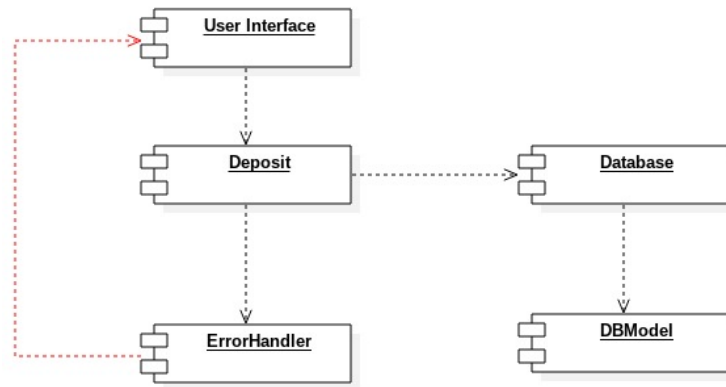 User Interface
Deposit
Database
ErrorHandler
DBModel